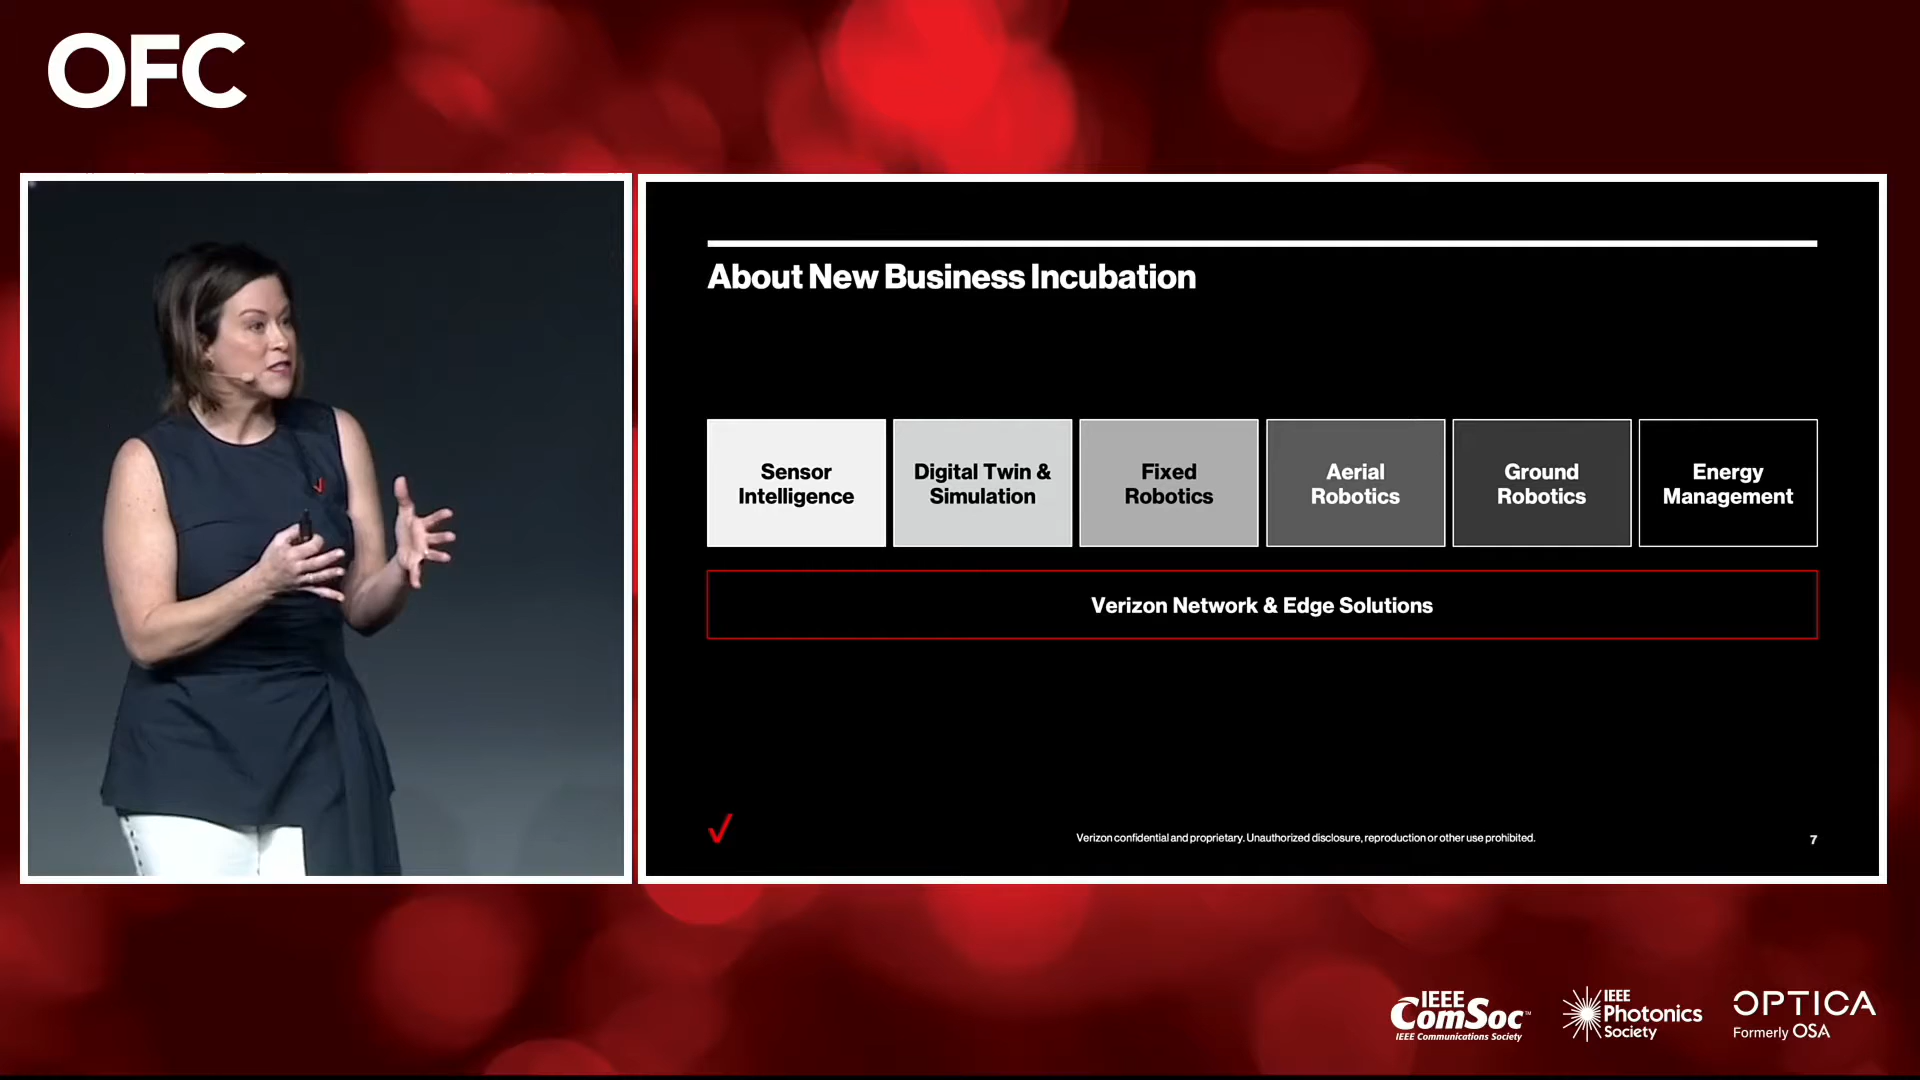 OFC
About New Business Incubation
Sensor
Intelligence
Digital Twin &
Simulation
Fixed
Robotics
Aerial
Robotics
Ground
Robotics
Energy
Management
Verizon Network & Edge Solutions
Verizon confidential and proprietary. Unauthorized disclosure, reproduction or other use prohibited.
7
IEEE
ComSoc™
IEEE Communications Society
IEEE
Photonics
Society
OPTICA
Formerly OSA